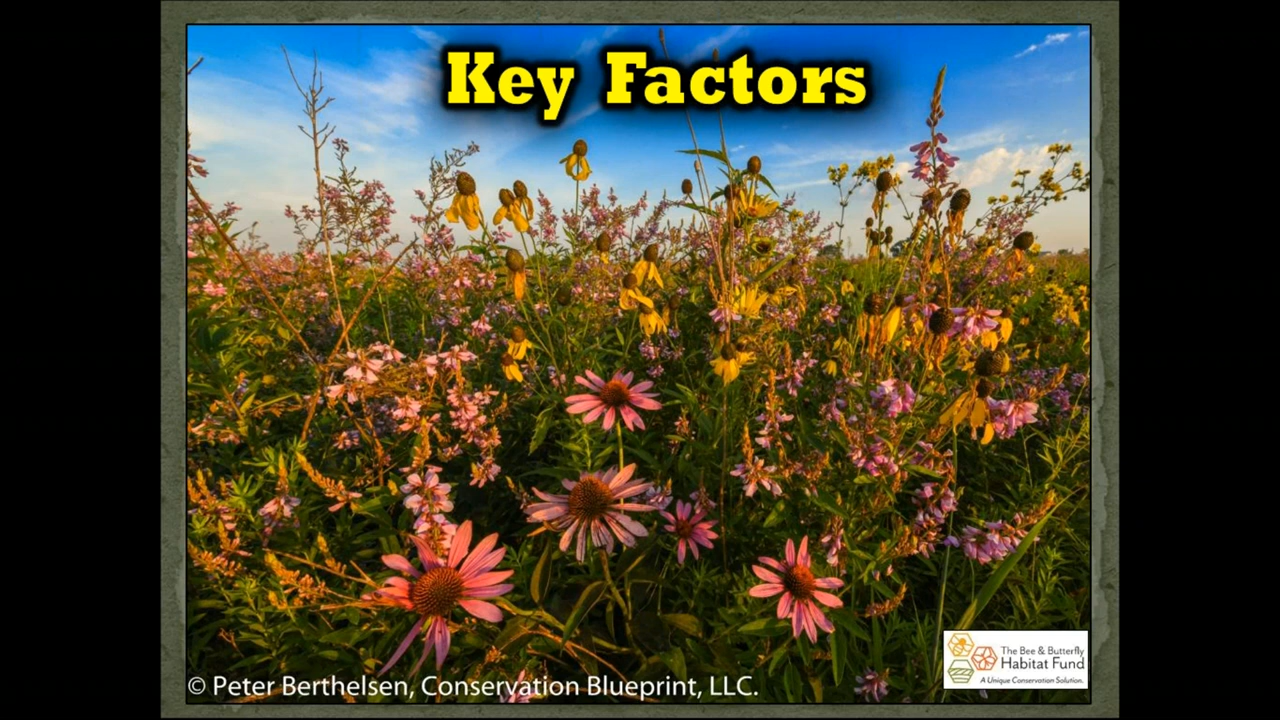 Key Factors
The Bee & Butterfly
Habitat Fund
A Unique Conservation Solution.
© Peter Berthelsen, Conservation Blueprint, LLC.